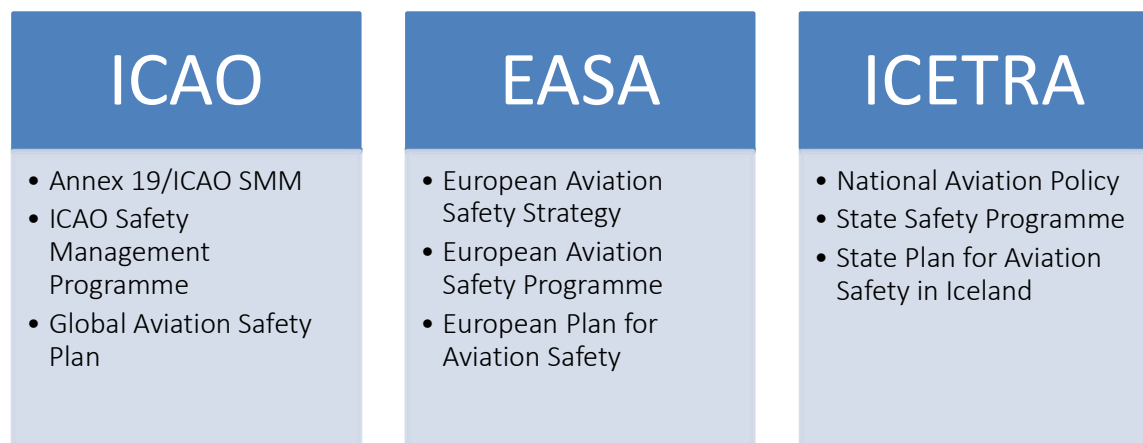 ICAO
• Annex 19/ICAO SMM
• ICAO Safety
Management
Programme
• Global Aviation Safety
Plan
EASA
• European Aviation
Safety Strategy
• European Aviation
Safety Programme
• European Plan for
Aviation Safety
ICETRA
• National Aviation Policy
• State Safety Programme
• State Plan for Aviation
Safety in Iceland